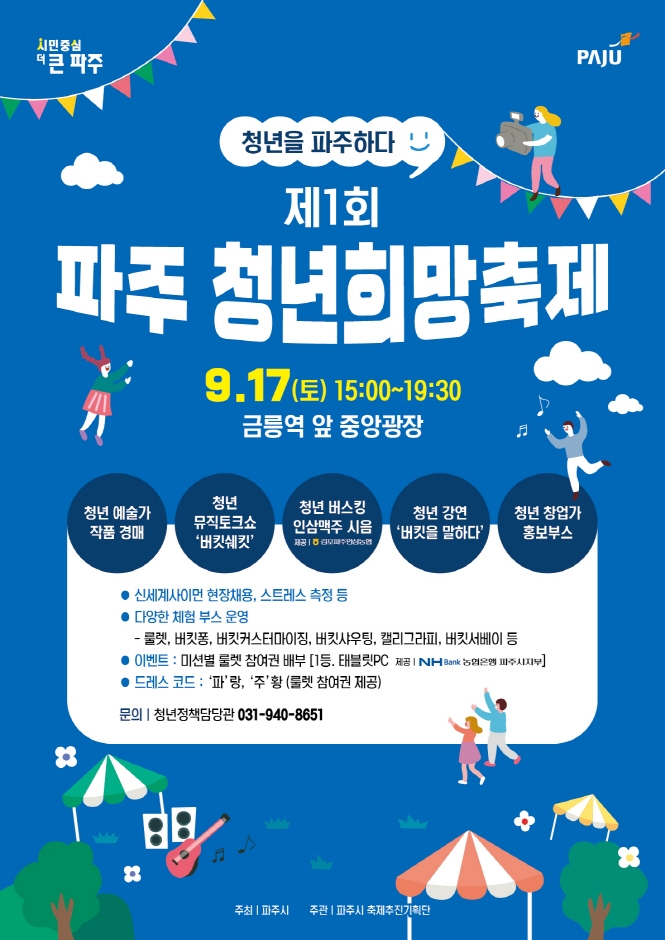 시민중심
더 큰 파주
PAJU
청년을 파주하다
제1회
파주 청년희망축제
9.17(토) 15:00~19:30
금릉역 앞 중앙광장
청년 예술가
작품 경매
청년
뮤직토크쇼
‘버킷쉐킷’
청년 버스킹
인삼맥주 시음
제공 | 김포파주인삼농협
청년 강연
‘버킷을 말하다’
청년 창업가
홍보부스
● 신세계사이먼 현장채용, 스트레스 측정 등
● 다양한 체험 부스 운영
- 룰렛, 버킷퐁, 버킷커스터마이징, 버킷샤우팅, 캘리그라피, 버킷서베이 등
● 이벤트 : 미션별 룰렛 참여권 배부 [1등. 태블릿PC 제공 | NH Bank 농협은행 파주시지부]
● 드레스 코드 : ‘파’랑, ‘주’황 (룰렛 참여권 제공)
문의 | 청년정책담당관 031-940-8651
주최 | 파주시 주관 | 파주시 축제추진기획단